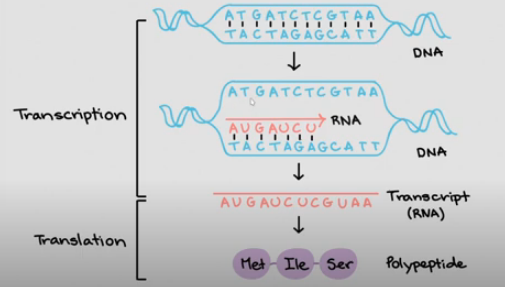 ATGATCTCGTAA
TACTAGAGCATT
DNA
Transcription
ATGATCTCGTAA
RNA
AUGAUCU
TACTAGAGCATT
DNA
AUGAUCUCGUAA
Transcript
(RNA)
Translation
Met Ile Ser
Polypeptide